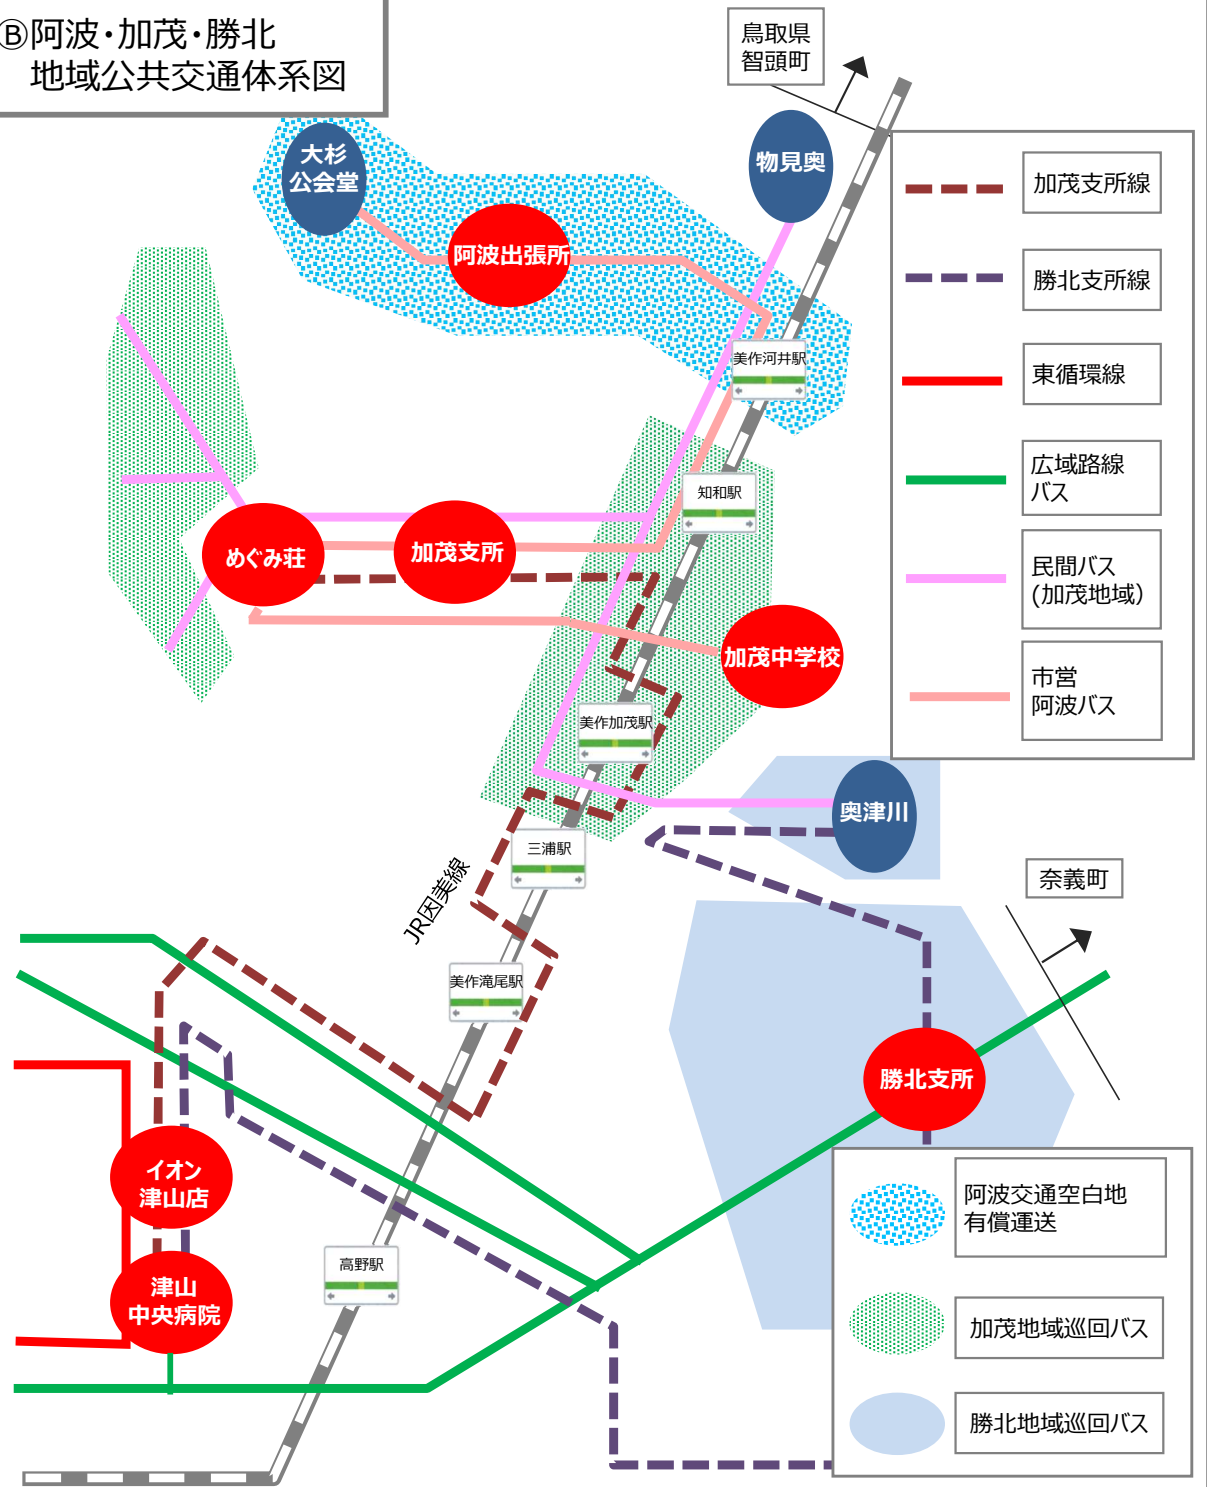 Ⓑ阿波・加茂・勝北
地域公共交通体系図
鳥取県
智頭町
大杉
公会堂
物見奥
阿波出張所
美作河井駅
知和駅
めぐみ荘
加茂支所
加茂中学校
美作加茂駅
奥津川
三浦駅
JR因美線
奈義町
美作滝尾駅
勝北支所
イオン
津山店
高野駅
津山
中央病院
加茂支所線
勝北支所線
東循環線
広域路線
バス
民間バス
(加茂地域)
市営
阿波バス
阿波交通空白地
有償運送
加茂地域巡回バス
勝北地域巡回バス